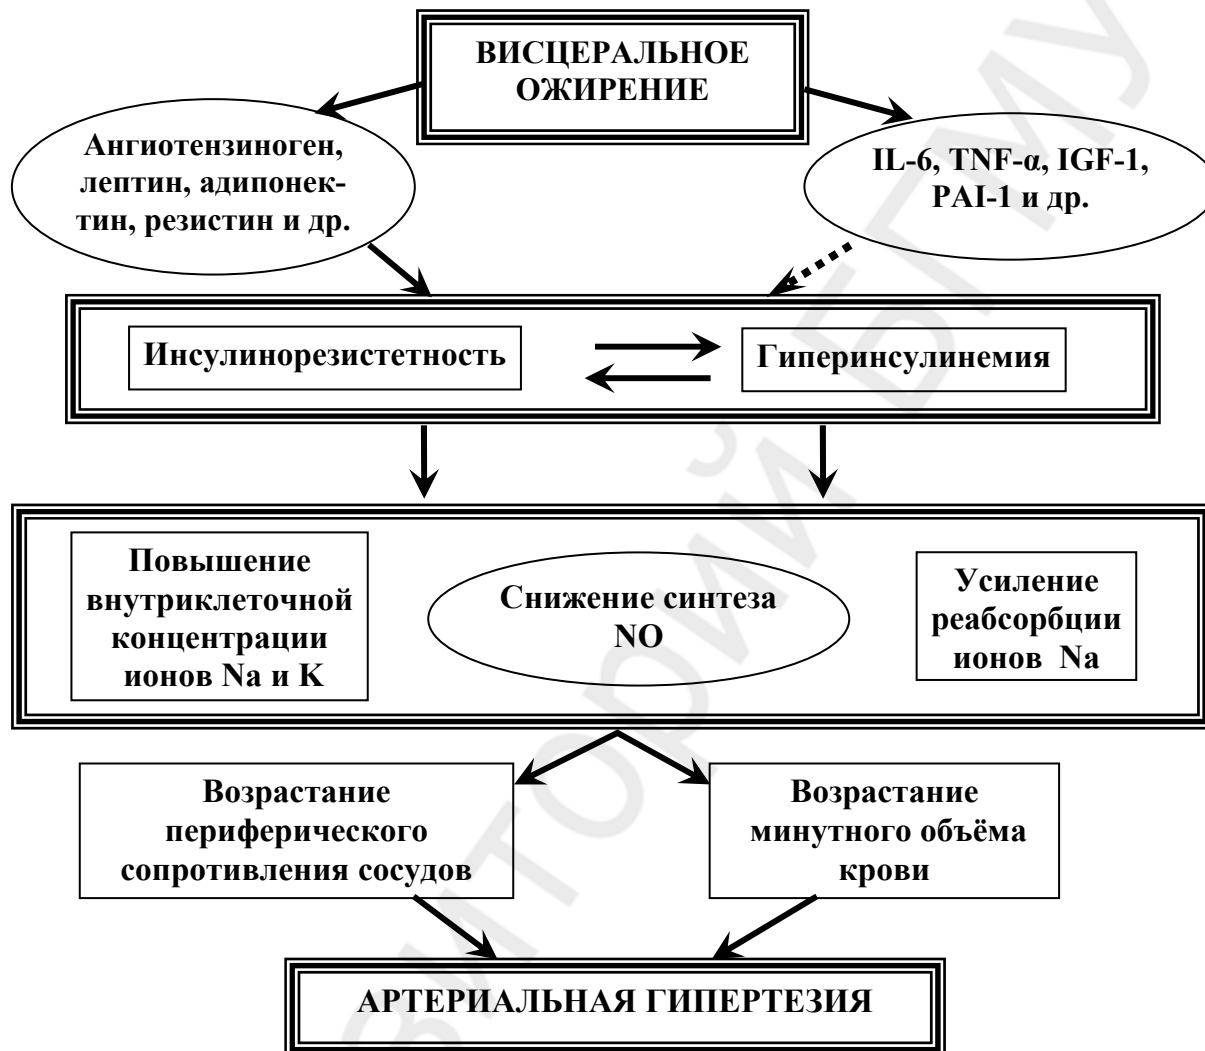 ВИСЦЕРАЛЬНОЕ
ОЖИРЕНИЕ
Ангиотензиноген,
лептин, адипонек-
тин, резистин и др.
IL-6, TNF-α, IGF-1,
PAI-1 и др.
Инсулинорезистетность
Гиперинсулинемия
Повышение
внутриклеточной
концентрации
ионов Na и K
Снижение синтеза
NO
Усиление
реабсорбции
ионов Na
Возрастание
периферического
сопротивления сосудов
Возрастание
минутного объёма
крови
АРТЕРИАЛЬНАЯ ГИПЕРТЕЗИЯ
зиторий БГМУ